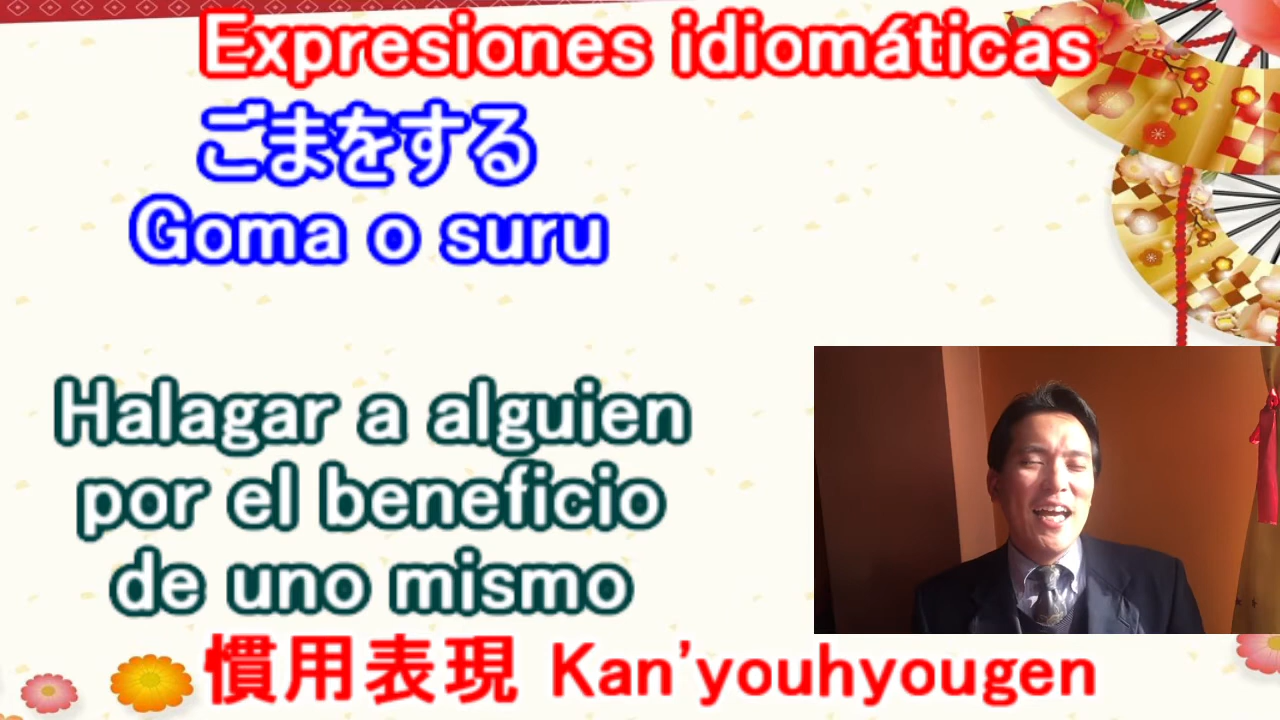 Expresiones idiomáticas
ごまをする
Goma o suru
Halagar a alguien
por el beneficio
de uno mismo
慣用表現 Kan'youhyougen